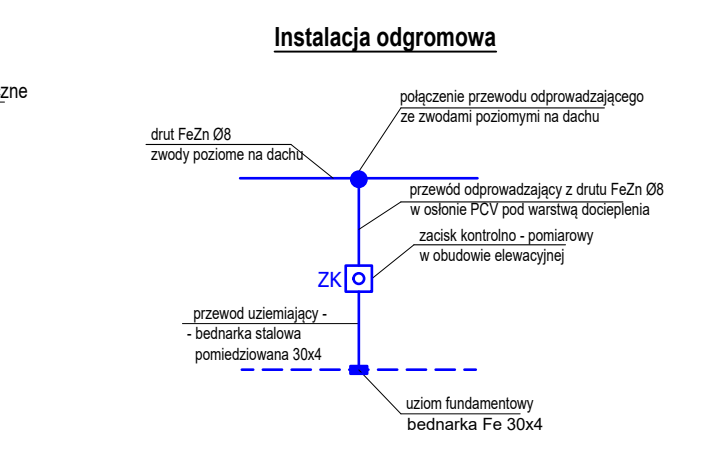 Instalacja odgromowa
zne
połączenie przewodu odprowadzającego
ze zwodami poziomymi na dachu
drut FeZn Ø8
zwody poziome na dachu
przewód odprowadzający z drutu FeZn Ø8
w osłonie PCV pod warstwą docieplenia
zacisk kontrolno - pomiarowy
w obudowie elewacyjnej
ZK
przewod uziemiający -
- bednarka stalowa
pomiedziowana 30x4
uziom fundamentowy
bednarka Fe 30x4